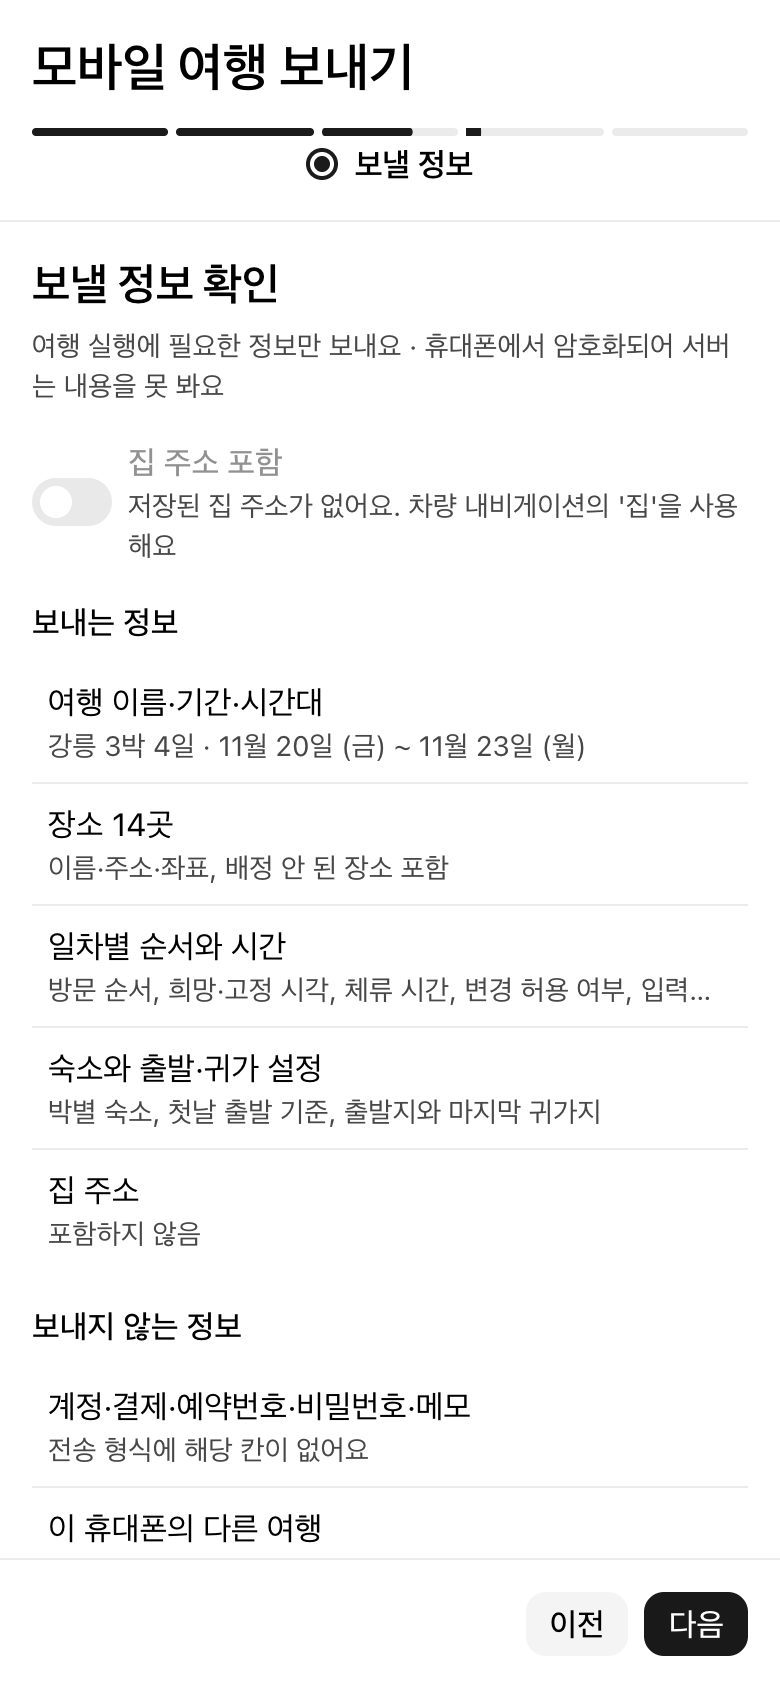 모바일 여행 보내기
보낼 정보
보낼 정보 확인
여행 실행에 필요한 정보만 보내요 · 휴대폰에서 암호화되어 서버
는 내용을 못 봐요
집 주소 포함
저장된 집 주소가 없어요. 차량 내비게이션의 '집'을 사용
해요
보내는 정보
여행 이름·기간·시간대
강릉 3박 4일 · 11월 20일 (금) ~ 11월 23일 (월)
장소 14곳
이름·주소·좌표, 배정 안 된 장소 포함
일차별 순서와 시간
방문 순서, 희망·고정 시각, 체류 시간, 변경 허용 여부, 입력...
숙소와 출발·귀가 설정
박별 숙소, 첫날 출발 기준, 출발지와 마지막 귀가지
집 주소
포함하지 않음
보내지 않는 정보
계정·결제·예약번호·비밀번호·메모
전송 형식에 해당 칸이 없어요
이 휴대폰의 다른 여행
이전
다음